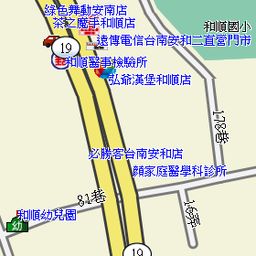 綠色舞動安南店
茶之魔手和順店
和順國小
遠傳電信台南安和二直營門市
19
和順醫事檢驗所
弘爺漢堡和順店
178巷
必勝客台南安和店
顏家庭醫學科診所
81巷
16弄
和順幼兒園
幼
19